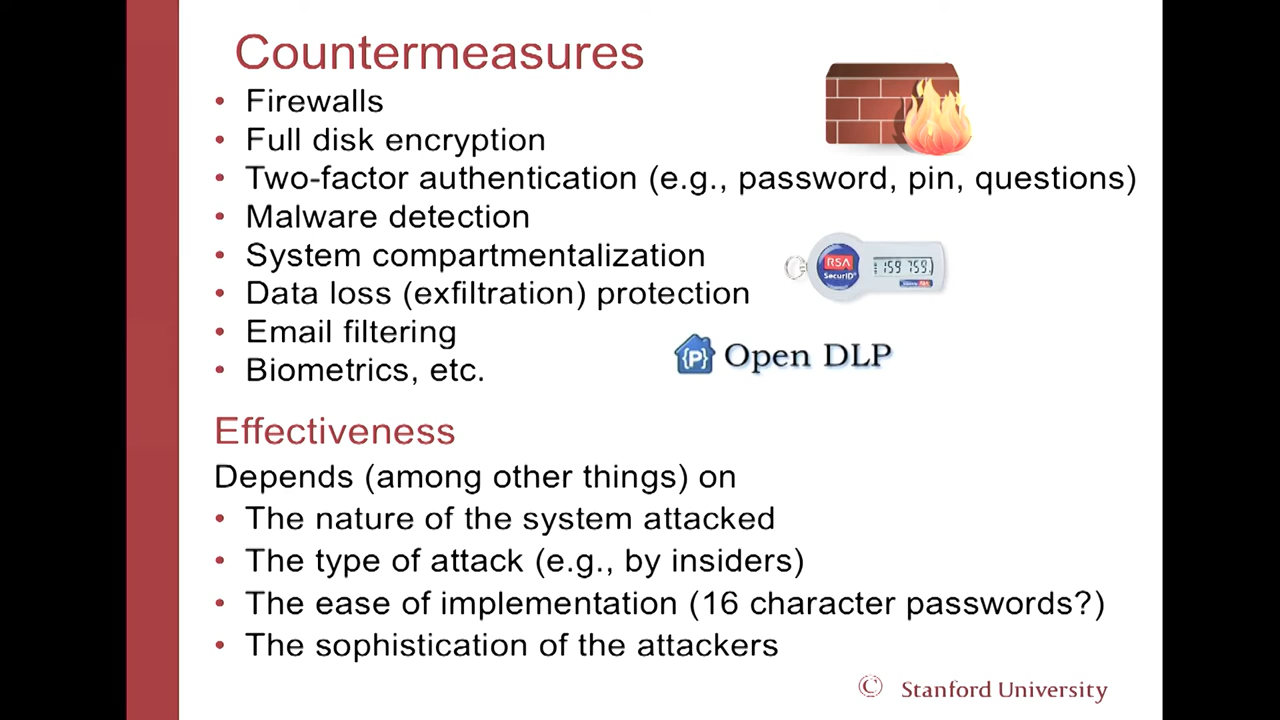 Countermeasures
• Firewalls
• Full disk encryption
• Two-factor authentication (e.g., password, pin, questions)
• Malware detection
• System compartmentalization
RSA
SecurID®
159 759
• Data loss (exfiltration) protection
• Email filtering
{P} Open DLP
• Biometrics, etc.
Effectiveness
Depends (among other things) on
• The nature of the system attacked
• The type of attack (e.g., by insiders)
• The ease of implementation (16 character passwords?)
• The sophistication of the attackers
© Stanford University